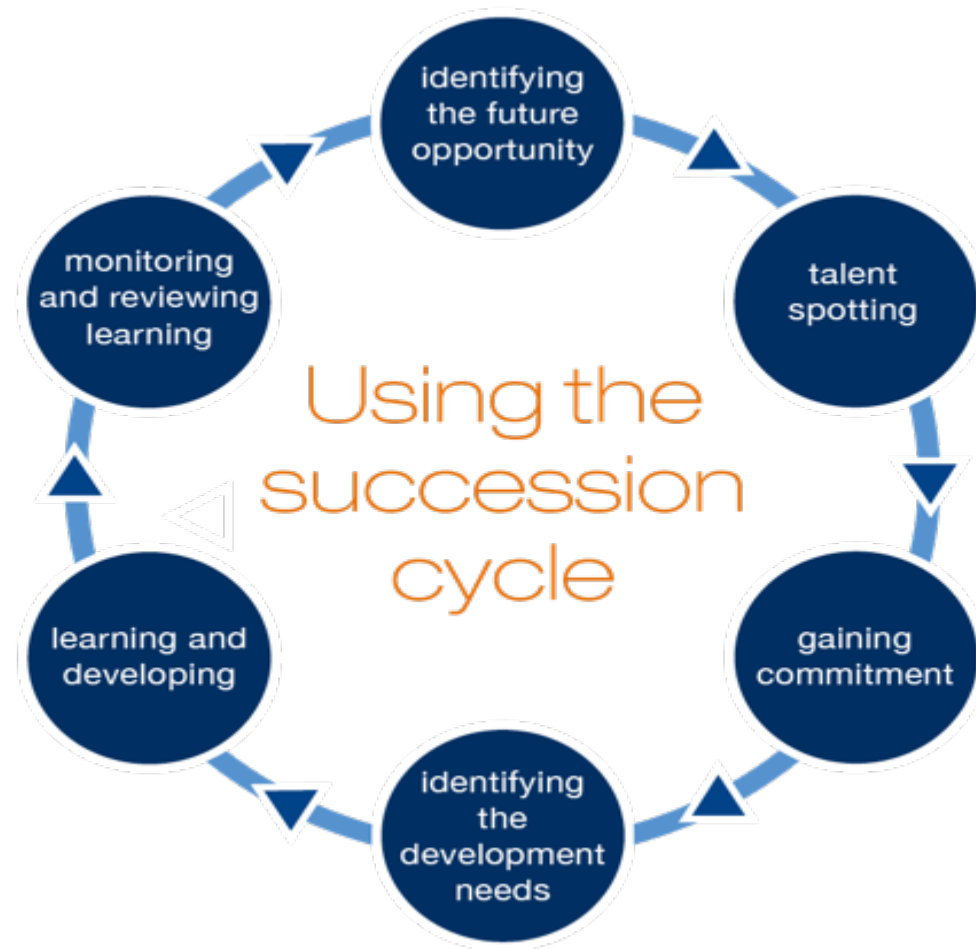 identifying
the future
opportunity
talent
spotting
gaining
commitment
identifying
the
development
needs
learning and
developing
monitoring
and reviewing
learning
Using the
succession
cycle